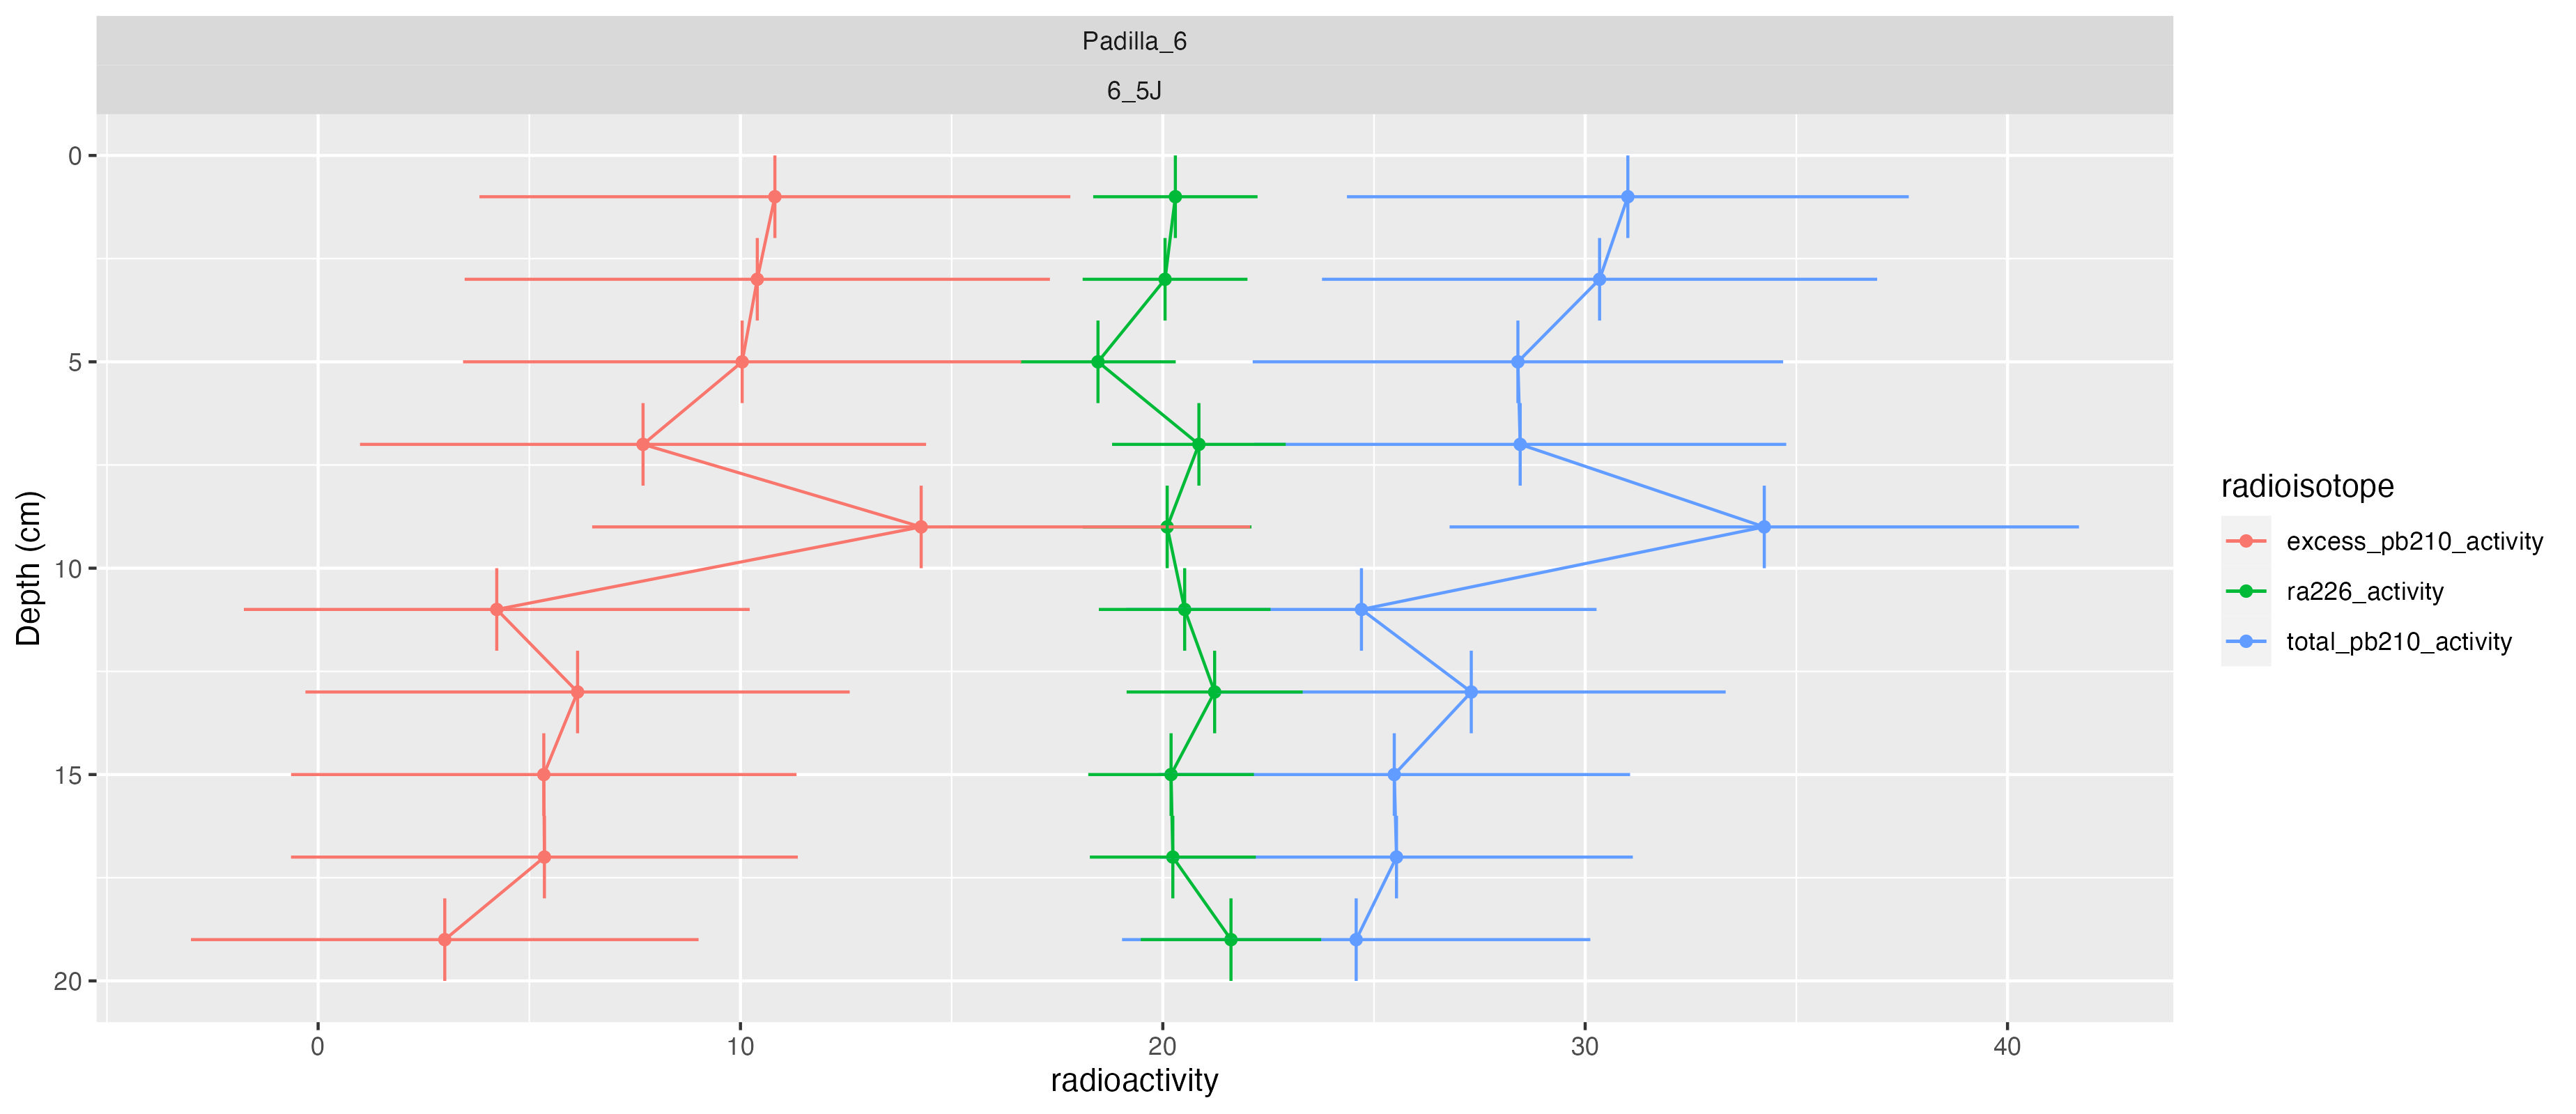 Padilla_6
6_5J
Depth (cm)
0
5
10
15
20
0
10
20
30
40
radioactivity
radioisotope
excess_pb210_activity
ra226_activity
total_pb210_activity